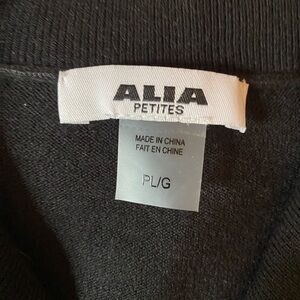 ALIA
PETITES
MADE IN CHINA
FAIT EN CHINE
PL/G